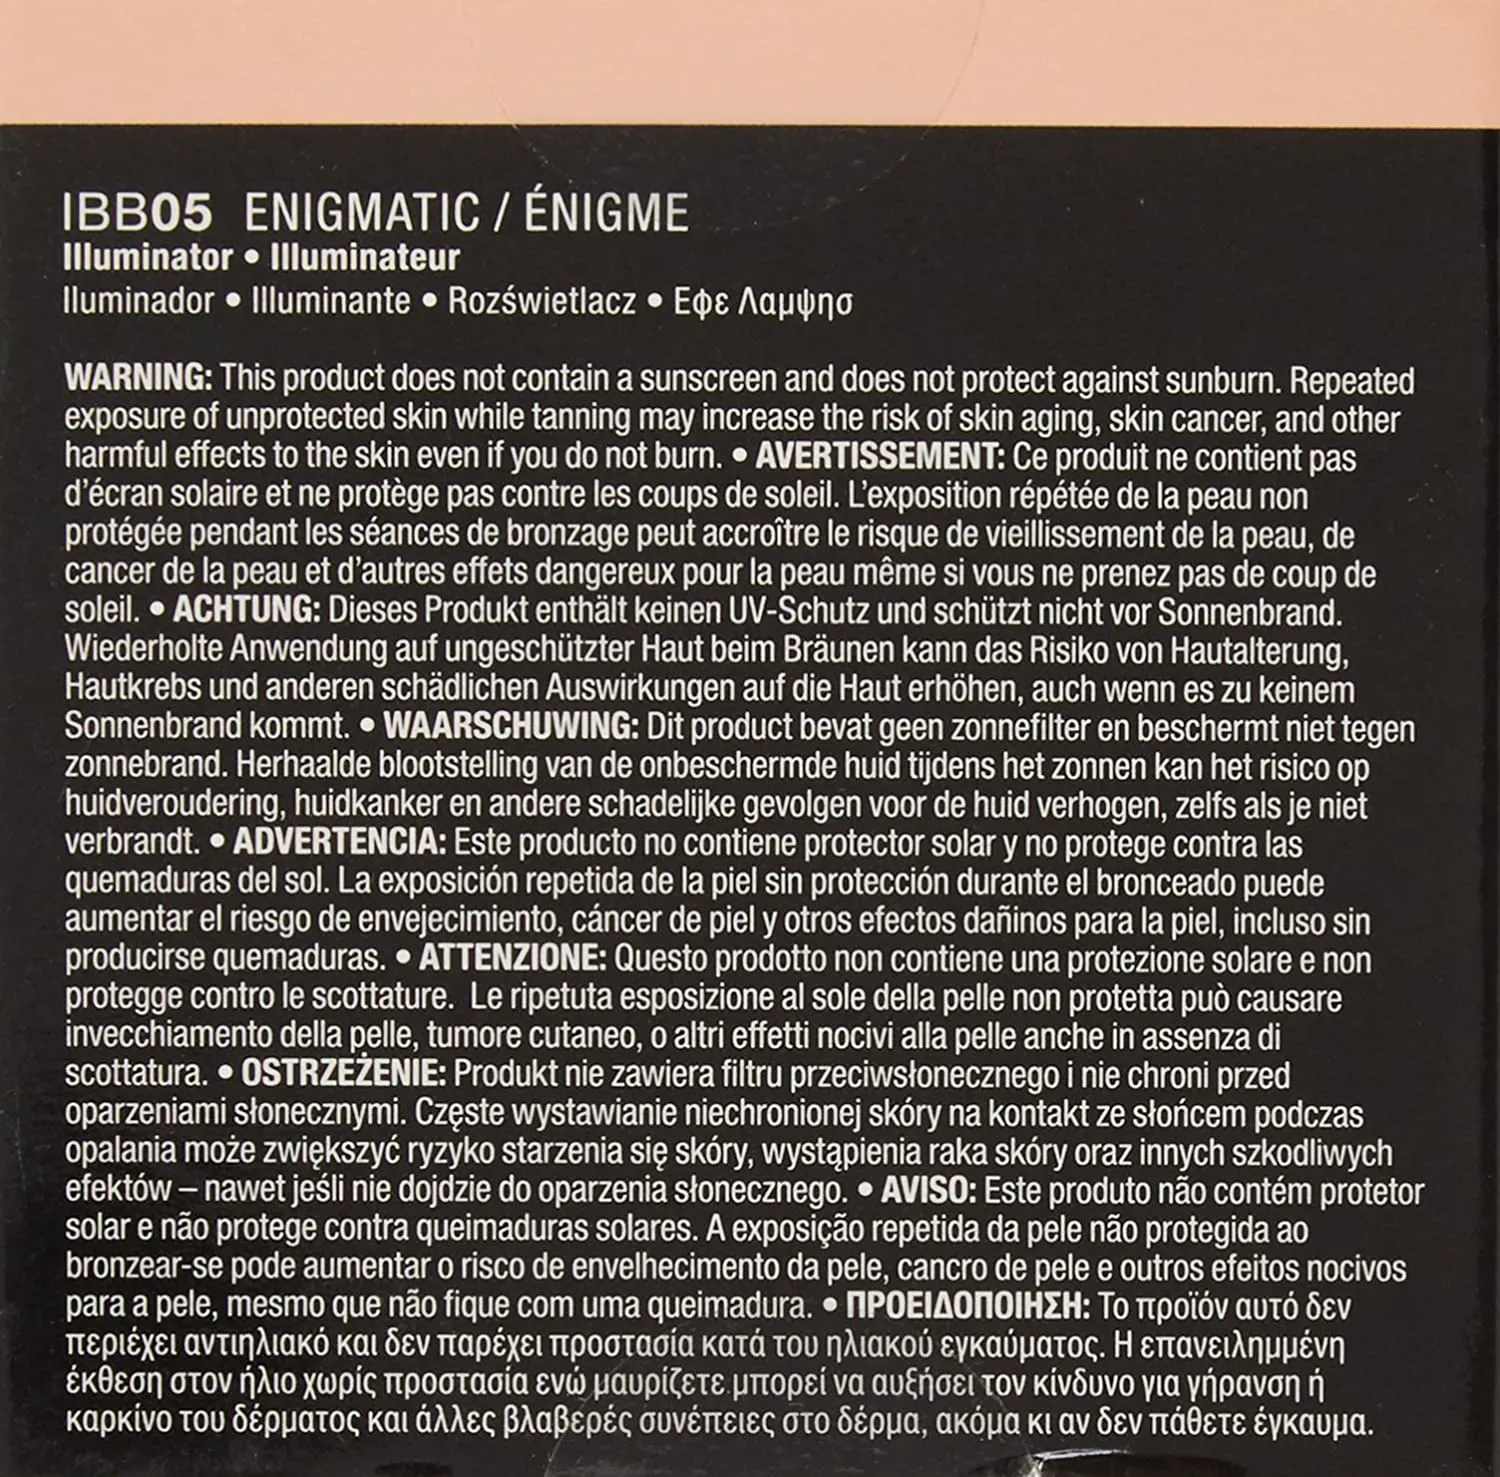 IBB05 ENIGMATIC / ÉNIGME
Illuminator • Illuminateur
Iluminador • Illuminante • Rozświetlacz • Εφε Λαμψησ
WARNING: This product does not contain a sunscreen and does not protect against sunburn. Repeated
exposure of unprotected skin while tanning may increase the risk of skin aging, skin cancer, and other
harmful effects to the skin even if you do not burn. • AVERTISSEMENT: Ce produit ne contient pas
d'écran solaire et ne protège pas contre les coups de soleil. L'exposition répétée de la peau non
protégée pendant les séances de bronzage peut accroître le risque de vieillissement de la peau, de
cancer de la peau et d'autres effets dangereux pour la peau même si vous ne prenez pas de coup de
soleil. • ACHTUNG: Dieses Produkt enthält keinen UV-Schutz und schützt nicht vor Sonnenbrand.
Wiederholte Anwendung auf ungeschützter Haut beim Bräunen kann das Risiko von Hautalterung,
Hautkrebs und anderen schädlichen Auswirkungen auf die Haut erhöhen, auch wenn es zu keinem
Sonnenbrand kommt. • WAARSCHUWING: Dit product bevat geen zonnefilter en beschermt niet tegen
zonnebrand. Herhaalde blootstelling van de onbeschermde huid tijdens het zonnen kan het risico op
huidveroudering, huidkanker en andere schadelijke gevolgen voor de huid verhogen, zelfs als je niet
verbrandt. • ADVERTENCIA: Este producto no contiene protector solar y no protege contra las
quemaduras del sol. La exposición repetida de la piel sin protección durante el bronceado puede
aumentar el riesgo de envejecimiento, cáncer de piel y otros efectos dañinos para la piel, incluso sin
producirse quemaduras. • ATTENZIONE: Questo prodotto non contiene una protezione solare e non
protegge contro le scottature. Le ripetuta esposizione al sole della pelle non protetta può causare
invecchiamento della pelle, tumore cutaneo, o altri effetti nocivi alla pelle anche in assenza di
scottatura. • OSTRZEŻENIE: Produkt nie zawiera filtru przeciwsłonecznego i nie chroni przed
oparzeniami słonecznymi. Częste wystawianie niechronionej skóry na kontakt ze słońcem podczas
opalania może zwiększyć ryzyko starzenia się skóry, wystąpienia raka skóry oraz innych szkodliwych
efektów – nawet jeśli nie dojdzie do oparzenia słonecznego. • AVISO: Este produto não contém protetor
solar e não protege contra queimaduras solares. A exposição repetida da pele não protegida ao
bronzear-se pode aumentar o risco de envelhecimento da pele, cancro de pele e outros efeitos nocivos
para a pele, mesmo que não fique com uma queimadura. • ΠΡΟΕΙΔΟΠΟΙΗΣΗ: Το προϊόν αυτό δεν
περιέχει αντιηλιακό και δεν παρέχει προστασία κατά του ηλιακού εγκαύματος. Η επανειλημμένη
έκθεση στον ήλιο χωρίς προστασία ενώ μαυρίζετε μπορεί να αυξήσει τον κίνδυνο για γήρανση ή
καρκίνο του δέρματος και άλλες βλαβερές συνέπειες στο δέρμα, ακόμα κι αν δεν πάθετε έγκαυμα.